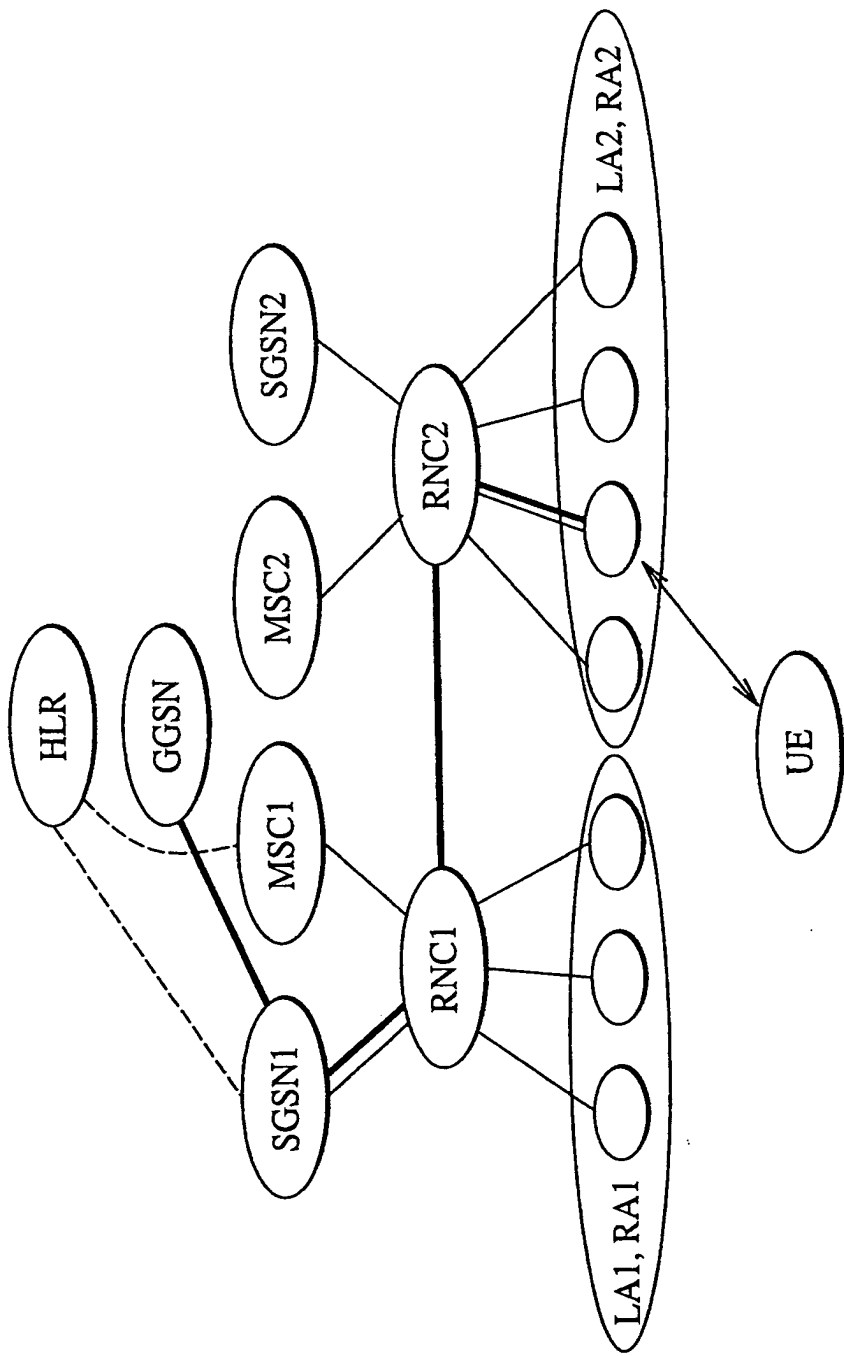 HLR
GGSN
SGSN1
MSC1
MSC2
SGSN2
RNC1
RNC2
LA1, RA1
LA2, RA2
UE